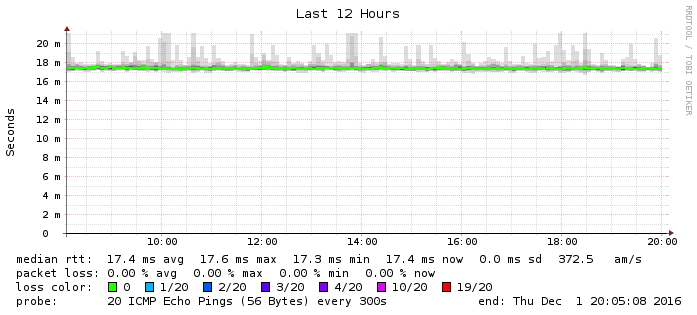 Last 12 Hours
RRDTOOL / TOBI OETIKER
Seconds
20 m
18 m
16 m
14 m
12 m
10 m
8 m
6 m
4 m
2 m
0
10:00 12:00 14:00 16:00 18:00 20:00
median rtt: 17.4 ms avg 17.6 ms max 17.3 ms min 17.4 ms now 0.0 ms sd 372.5 am/s
packet loss: 0.00 % avg 0.00 % max 0.00 % min 0.00 % now
loss color: 0 1/20 2/20 3/20 4/20 10/20 19/20
probe: 20 ICMP Echo Pings (56 Bytes) every 300s end: Thu Dec 1 20:05:08 2016